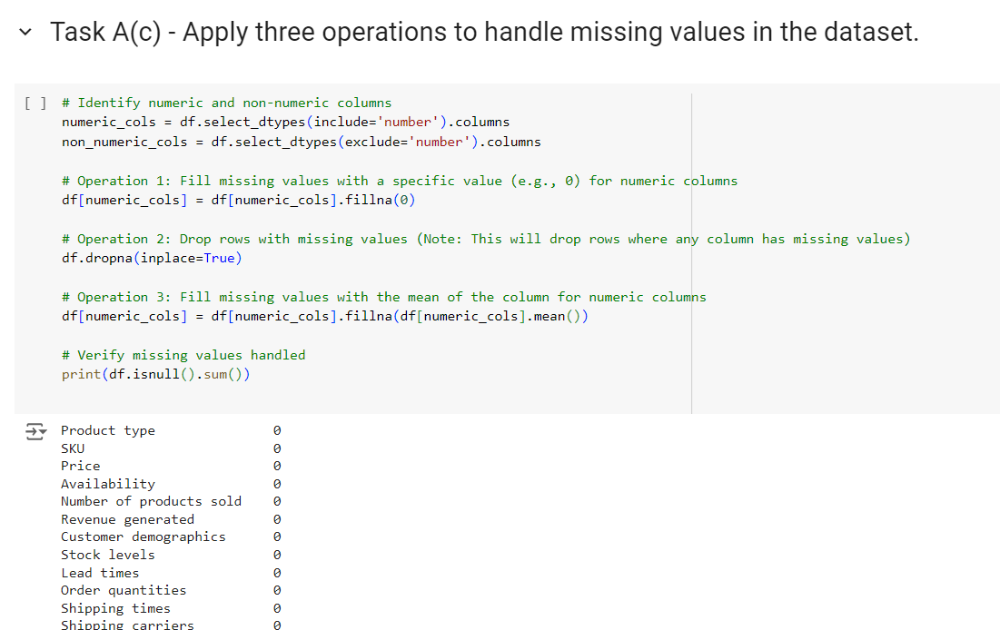 Task A(c) - Apply three operations to handle missing values in the dataset.
[ ] # Identify numeric and non-numeric columns
numeric_cols = df.select_dtypes(include='number').columns
non_numeric_cols = df.select_dtypes(exclude='number').columns
# Operation 1: Fill missing values with a specific value (e.g., 0) for numeric columns
df[numeric_cols] = df[numeric_cols].fillna(0)
# Operation 2: Drop rows with missing values (Note: This will drop rows where any column has missing values)
df.dropna(inplace=True)
# Operation 3: Fill missing values with the mean of the column for numeric columns
df[numeric_cols] = df[numeric_cols].fillna(df[numeric_cols].mean())
# Verify missing values handled
print(df.isnull().sum())
Product type 0
SKU 0
Price 0
Availability 0
Number of products sold 0
Revenue generated 0
Customer demographics 0
Stock levels 0
Lead times 0
Order quantities 0
Shipping times 0
Shipping carriers 0